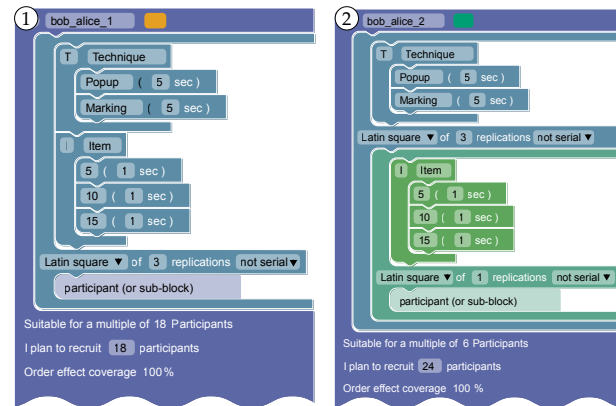 1
bob_alice_1
T Technique
Popup ( 5 sec )
Marking ( 5 sec )
I Item
5 ( 1 sec )
10 ( 1 sec )
15 ( 1 sec )
Latin square ▼ of 3 replications not serial ▼
participant (or sub-block)
Suitable for a multiple of 18 Participants
I plan to recruit 18 participants
Order effect coverage 100%
2
bob_alice_2
T Technique
Popup ( 5 sec )
Marking ( 5 sec )
Latin square ▼ of 3 replications not serial ▼
I Item
5 ( 1 sec )
10 ( 1 sec )
15 ( 1 sec )
Latin square ▼ of 1 replications not serial ▼
participant (or sub-block)
Suitable for a multiple of 6 Participants
I plan to recruit 24 participants
Order effect coverage 100 %